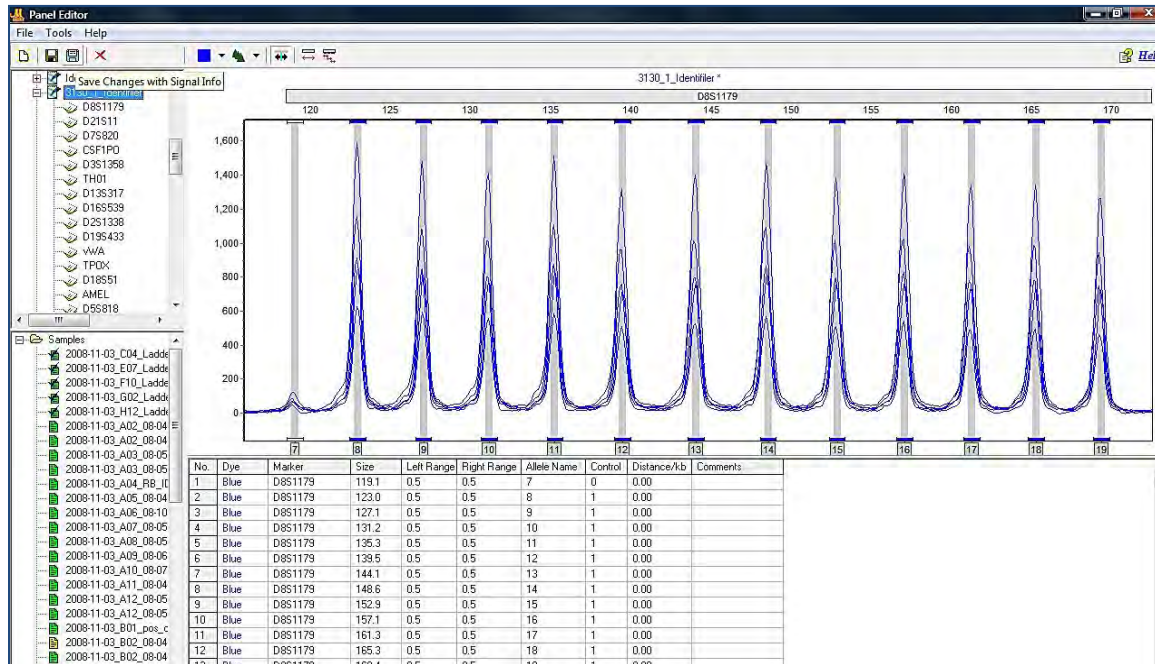 Panel Editor
File Tools Help
Hel
Save Changes with Signal Info
3130_1_Identifiler
D8S1179
D21S11
D7S820
CSF1PO
D3S1358
TH01
D13S317
D16S539
D2S1338
D19S433
vWA
TPOX
D18S51
AMEL
D5S818
Samples
2008-11-03_C04_Ladde
2008-11-03_E07_Ladde
2008-11-03_F10_Ladde
2008-11-03_G02_Ladde
2008-11-03_H12_Ladde
2008-11-03_A02_08-04
2008-11-03_A02_08-04
2008-11-03_A03_08-05
2008-11-03_A03_08-05
2008-11-03_A04_RB_ID
2008-11-03_A05_08-04
2008-11-03_A06_08-10
2008-11-03_A07_08-05
2008-11-03_A08_08-05
2008-11-03_A09_08-06
2008-11-03_A10_08-07
2008-11-03_A11_08-04
2008-11-03_A12_08-05
2008-11-03_A12_08-05
2008-11-03_B01_pos_c
2008-11-03_B02_08-04
2008-11-03_B02_08-04
3130_1_Identifiler *
D8S1179
120 125 130 135 140 145 150 155 160 165 170
1,600
1,400
1,200
1,000
800
600
400
200
0
7 8 9 10 11 12 13 14 15 16 17 18 19
No. Dye Marker Size Left Range Right Range Allele Name Control Distance/kb Comments
1 Blue D8S1179 119.1 0.5 0.5 7 0 0.00
2 Blue D8S1179 123.0 0.5 0.5 8 1 0.00
3 Blue D8S1179 127.1 0.5 0.5 9 1 0.00
4 Blue D8S1179 131.2 0.5 0.5 10 1 0.00
5 Blue D8S1179 135.3 0.5 0.5 11 1 0.00
6 Blue D8S1179 139.5 0.5 0.5 12 1 0.00
7 Blue D8S1179 144.1 0.5 0.5 13 1 0.00
8 Blue D8S1179 148.6 0.5 0.5 14 1 0.00
9 Blue D8S1179 152.9 0.5 0.5 15 1 0.00
10 Blue D8S1179 157.1 0.5 0.5 16 1 0.00
11 Blue D8S1179 161.3 0.5 0.5 17 1 0.00
12 Blue D8S1179 165.3 0.5 0.5 18 1 0.00